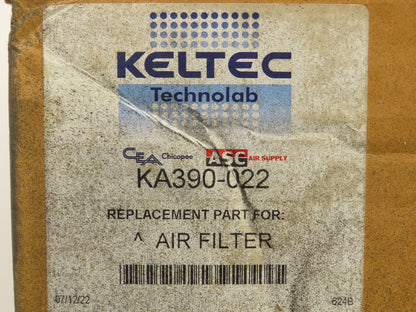 KELTEC
Technolab
CEA Chicopee ASC AIR SUPPLY
KA390-022
REPLACEMENT PART FOR:
^ AIR FILTER
07/12/22 624B